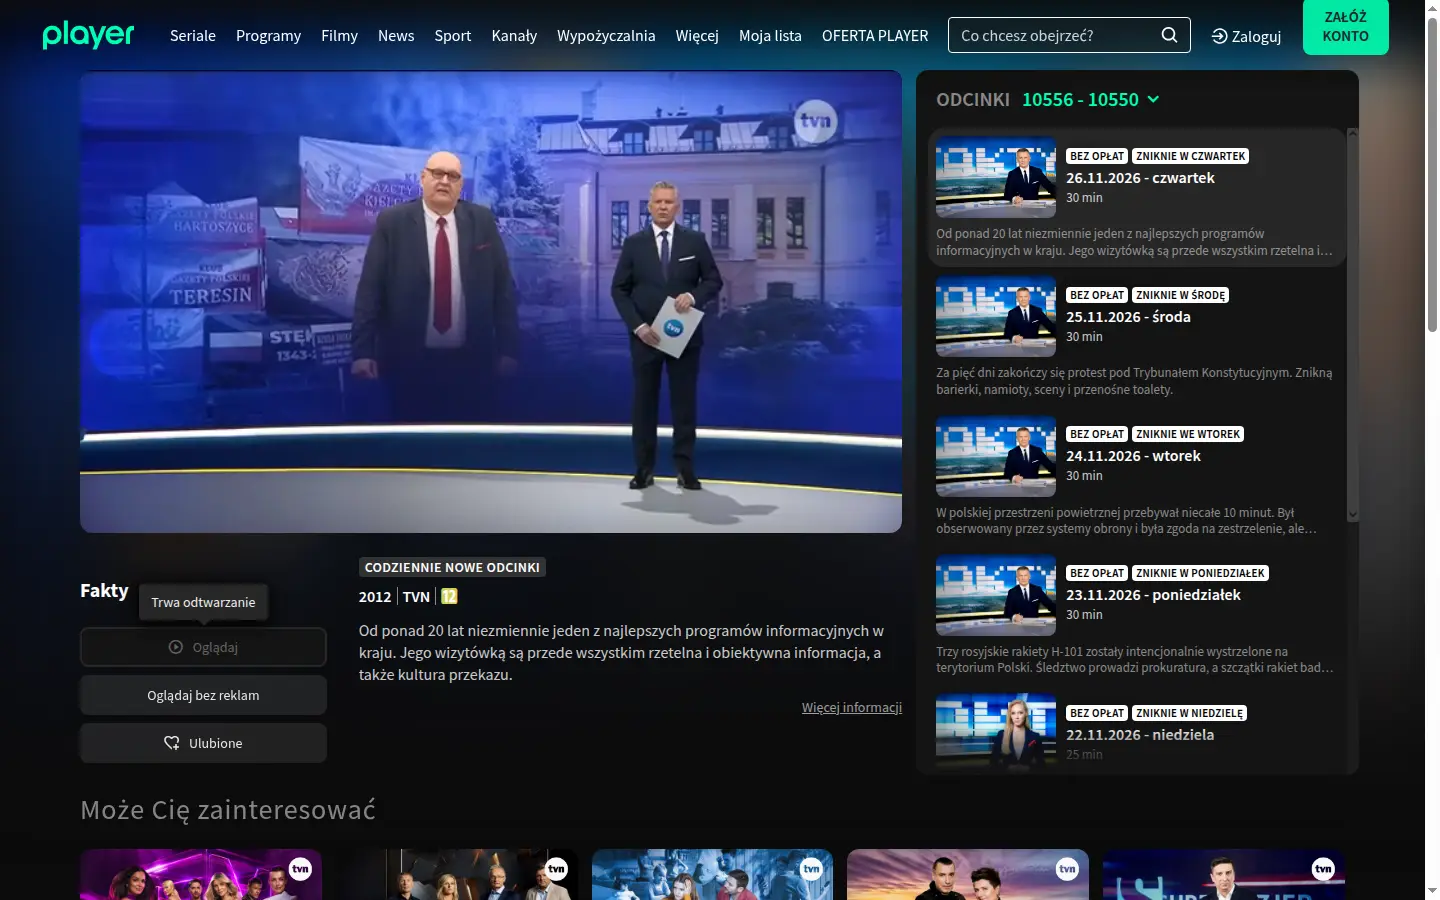 player
Seriale
Programy
Filmy
News
Sport
Kanały
Wypożyczalnia
Więcej
Moja lista
OFERTA PLAYER
Co chcesz obejrzeć?
Zaloguj
ZAŁÓŻ
KONTO
tvn
HARTOSZYCE
TERESIN
tvn
ODCINKI 10556 - 10550
BEZ OPŁAT ZNIKNIE W CZWARTEK
26.11.2026 - czwartek
30 min
Od ponad 20 lat niezmiennie jeden z najlepszych programów
informacyjnych w kraju. Jego wizytówką są przede wszystkim rzetelna i…
BEZ OPŁAT ZNIKNIE W ŚRODĘ
25.11.2026 - środa
30 min
Za pięć dni zakończy się protest pod Trybunałem Konstytucyjnym. Znikną
barierki, namioty, sceny i przenośne toalety.
BEZ OPŁAT ZNIKNIE WE WTOREK
24.11.2026 - wtorek
30 min
W polskiej przestrzeni powietrznej przebywał niecałe 10 minut. Był
obserwowany przez systemy obrony i była zgoda na zestrzelenie, ale…
BEZ OPŁAT ZNIKNIE W PONIEDZIAŁEK
23.11.2026 - poniedziałek
30 min
Trzy rosyjskie rakiety H-101 zostały intencjonalnie wystrzelone na
terytorium Polski. Śledztwo prowadzi prokuratura, a szczątki rakiet bad…
BEZ OPŁAT ZNIKNIE W NIEDZIELĘ
22.11.2026 - niedziela
25 min
Fakty
Trwa odtwarzanie
Oglądaj
Oglądaj bez reklam
Ulubione
CODZIENNIE NOWE ODCINKI
2012 TVN 12
Od ponad 20 lat niezmiennie jeden z najlepszych programów informacyjnych w
kraju. Jego wizytówką są przede wszystkim rzetelna i obiektywna informacja, a
także kultura przekazu.
Więcej informacji
Może Cię zainteresować
tvn
tvn
tvn
tvn
tvn